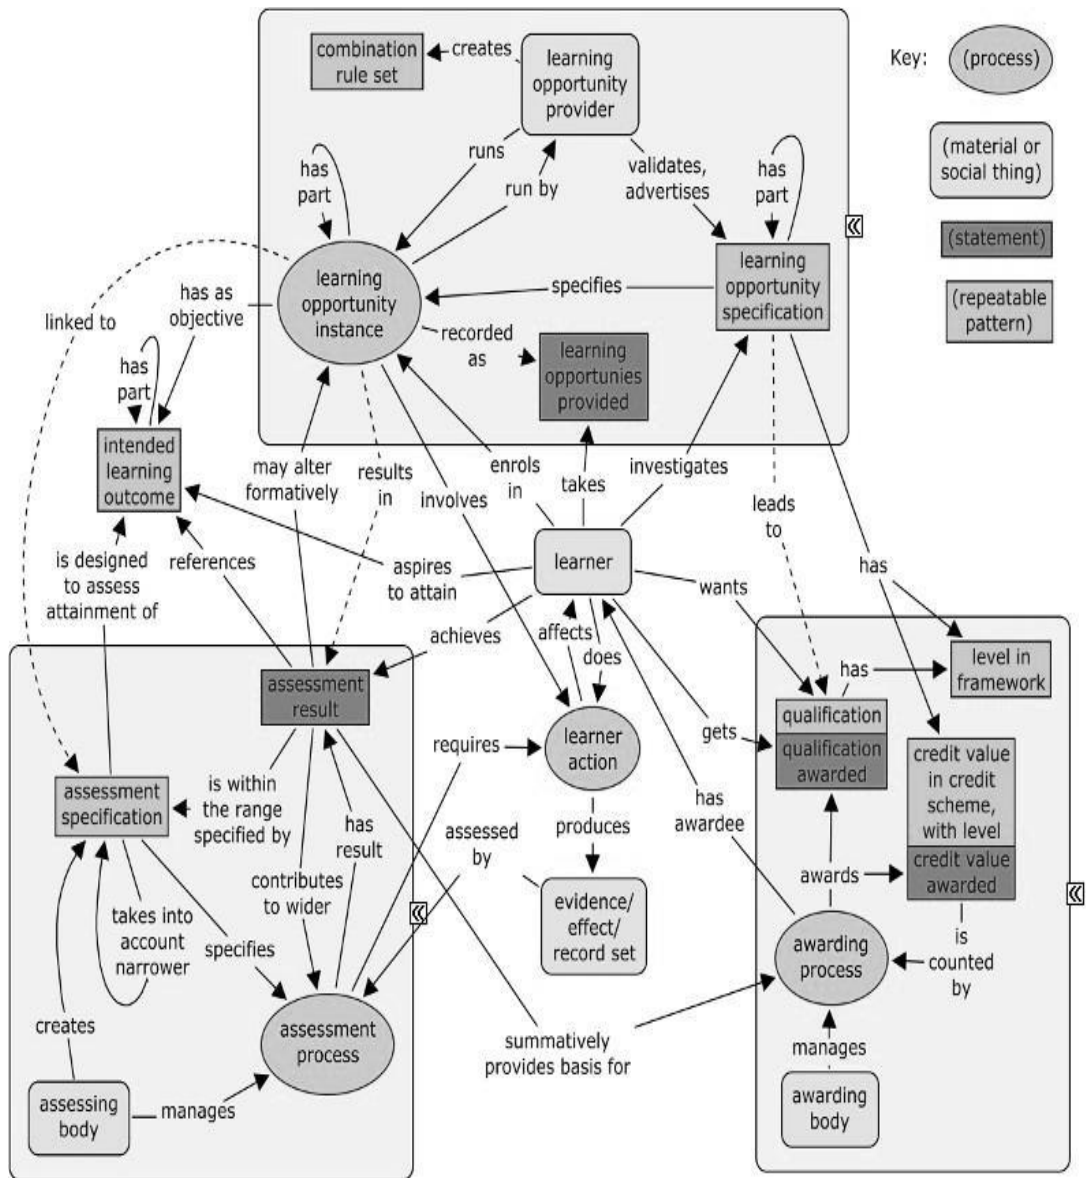 combination
rule set
creates
learning
opportunity
provider
Key:
(process)
(material or
social thing)
(statement)
(repeatable
pattern)
has
part
runs
run by
validates,
advertises
has
part
learning
opportunity
instance
specifies
learning
opportunity
specification
linked to
has as
objective
recorded
as
learning
opportunies
provided
has
part
intended
learning
outcome
may alter
formatively
results
in
involves
enrols
in
takes
investigates
leads
to
has
is designed
to assess
attainment of
references
aspires
to attain
learner
wants
achieves
affects
does
assessment
result
learner
action
requires
gets
has
level in
framework
qualification
qualification
awarded
credit value
in credit
scheme,
with level
credit value
awarded
assessment
specification
is within
the range
specified by
has
result
assessed
by
produces
has
awardee
awards
contributes
to wider
takes into
account
narrower
specifies
evidence/
effect/
record set
awarding
process
is
counted
by
creates
assessment
process
summatively
provides basis for
manages
assessing
body
manages
awarding
body